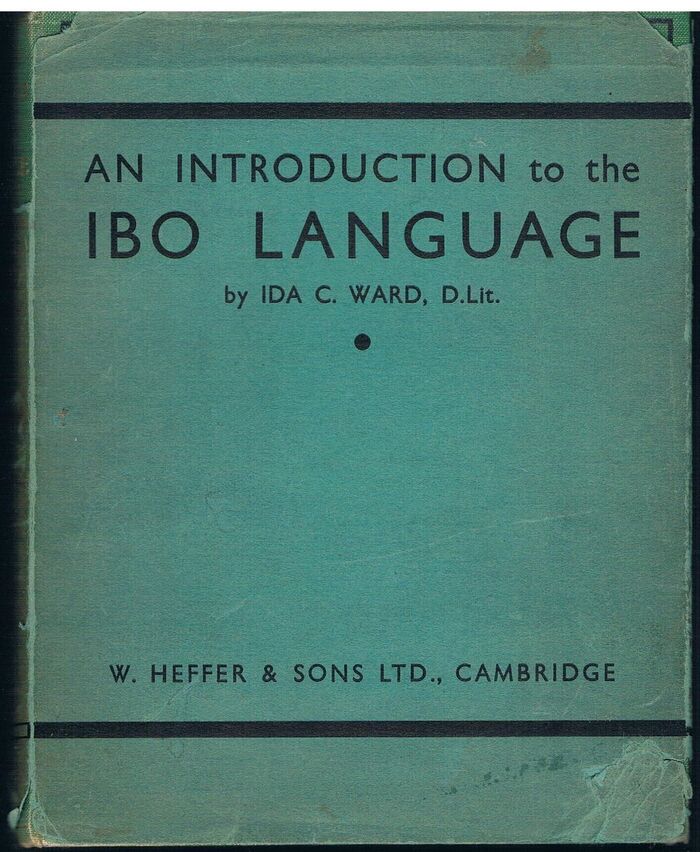 AN INTRODUCTION to the
IBO LANGUAGE
by IDA C. WARD, D.Lit.
W. HEFFER & SONS LTD., CAMBRIDGE